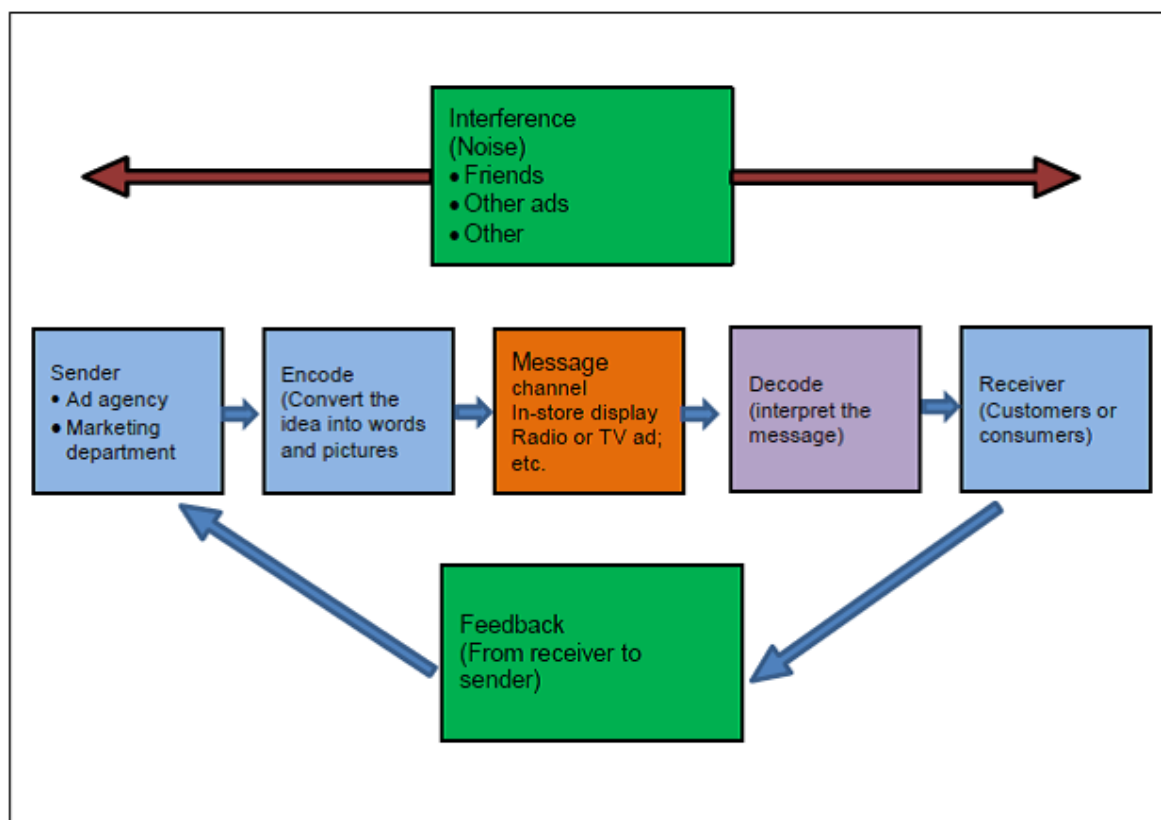 Interference
(Noise)
• Friends
• Other ads
• Other
Sender
• Ad agency
• Marketing
department
Encode
(Convert the
idea into words
and pictures
Message
channel
In-store display
Radio or TV ad;
etc.
Decode
(interpret the
message)
Receiver
(Customers or
consumers)
Feedback
(From receiver to
sender)